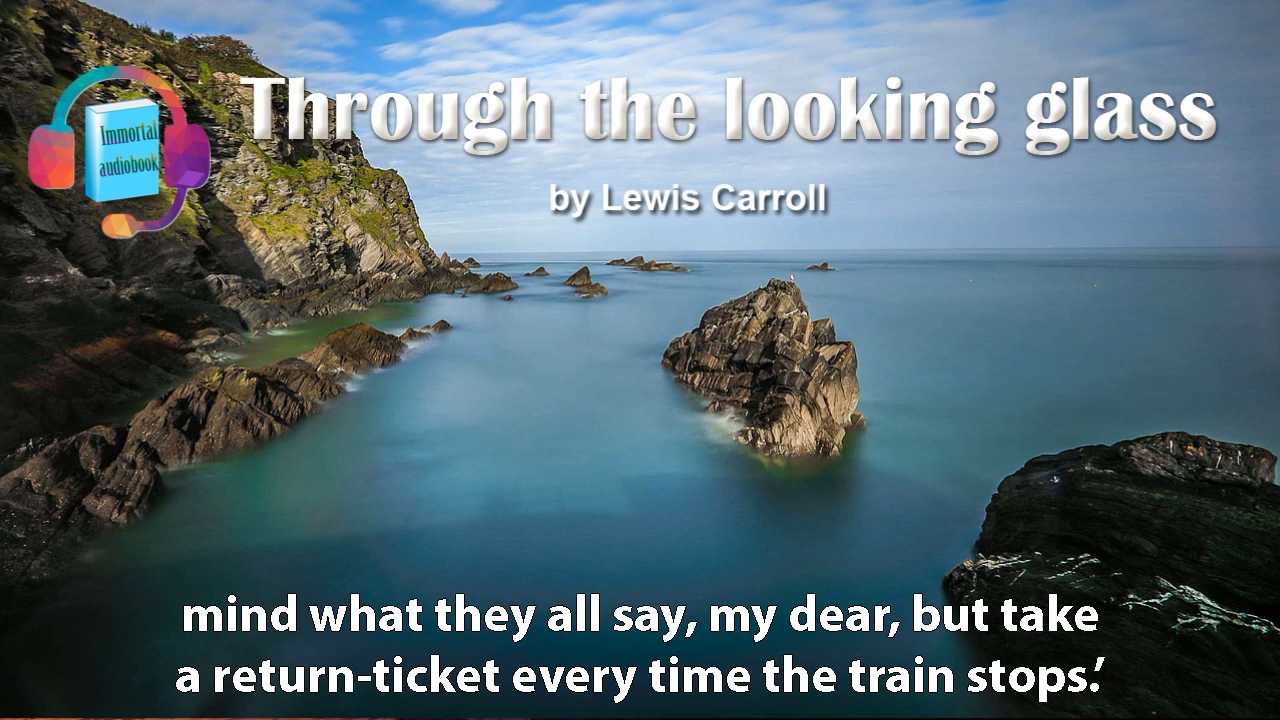 Immortal
audiobook
Through the looking glass
by Lewis Carroll
mind what they all say, my dear, but take
a return-ticket every time the train stops.’